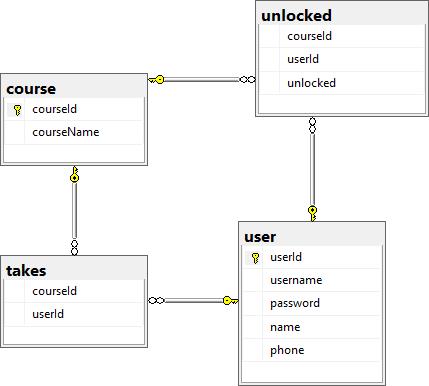 unlocked
courseId
userId
unlocked
course
courseId
courseName
user
userId
username
password
name
phone
takes
courseId
userId